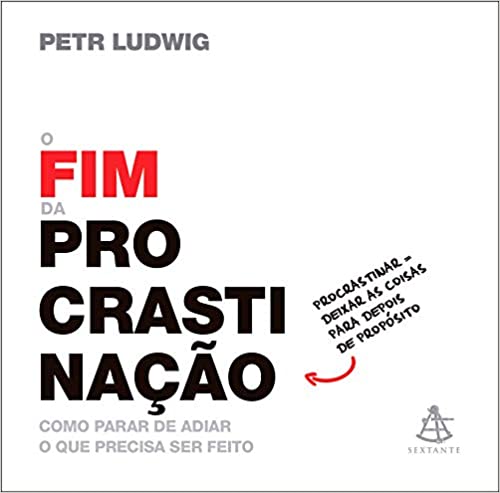 PETR LUDWIG
O
FIM
DA
PRO
CRASTI
NAÇÃO
PROCRASTINAR =
DEIXAR AS COISAS
PARA DEPOIS
DE PROPÓSITO
COMO PARAR DE ADIAR
O QUE PRECISA SER FEITO
SEXTANTE